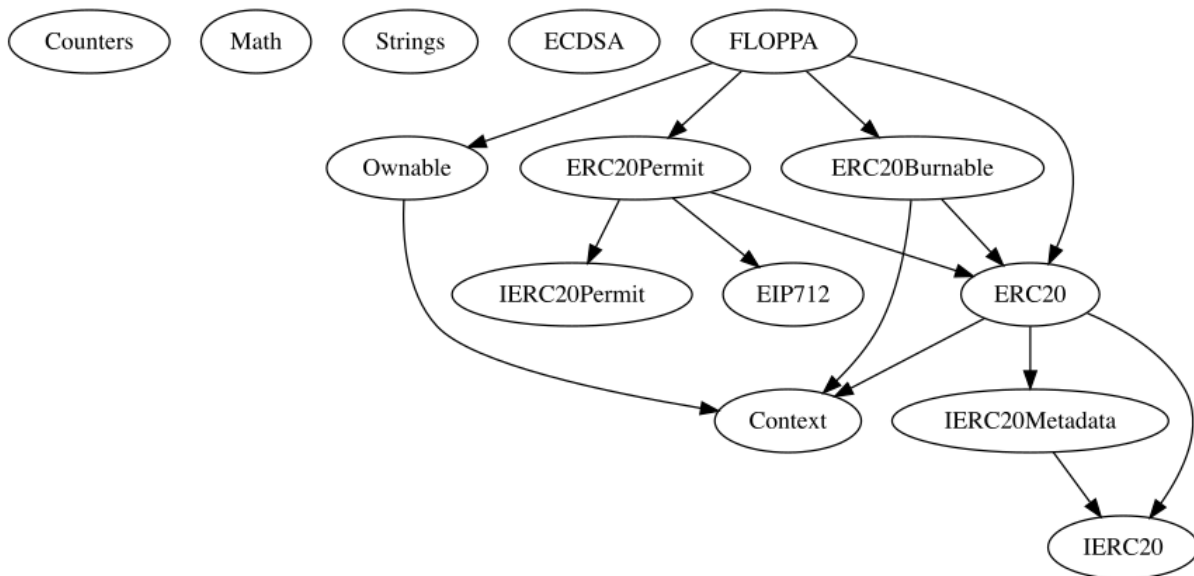 Counters
Math
Strings
ECDSA
FLOPPA
Ownable
ERC20Permit
ERC20Burnable
IERC20Permit
EIP712
ERC20
Context
IERC20Metadata
IERC20